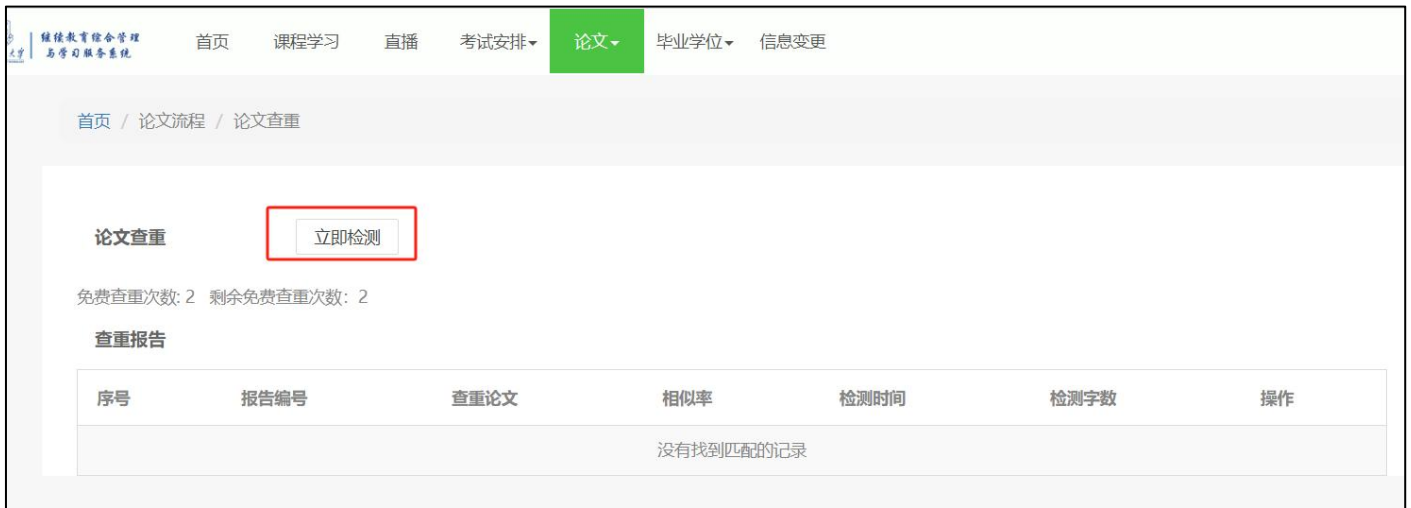 继续教育综合管理
与学习服务系统
首页 课程学习 直播 考试安排 论文 毕业学位 信息变更
首页 / 论文流程 / 论文查重
论文查重 立即检测
免费查重次数: 2 剩余免费查重次数: 2
查重报告
序号 报告编号 查重论文 相似率 检测时间 检测字数 操作
没有找到匹配的记录